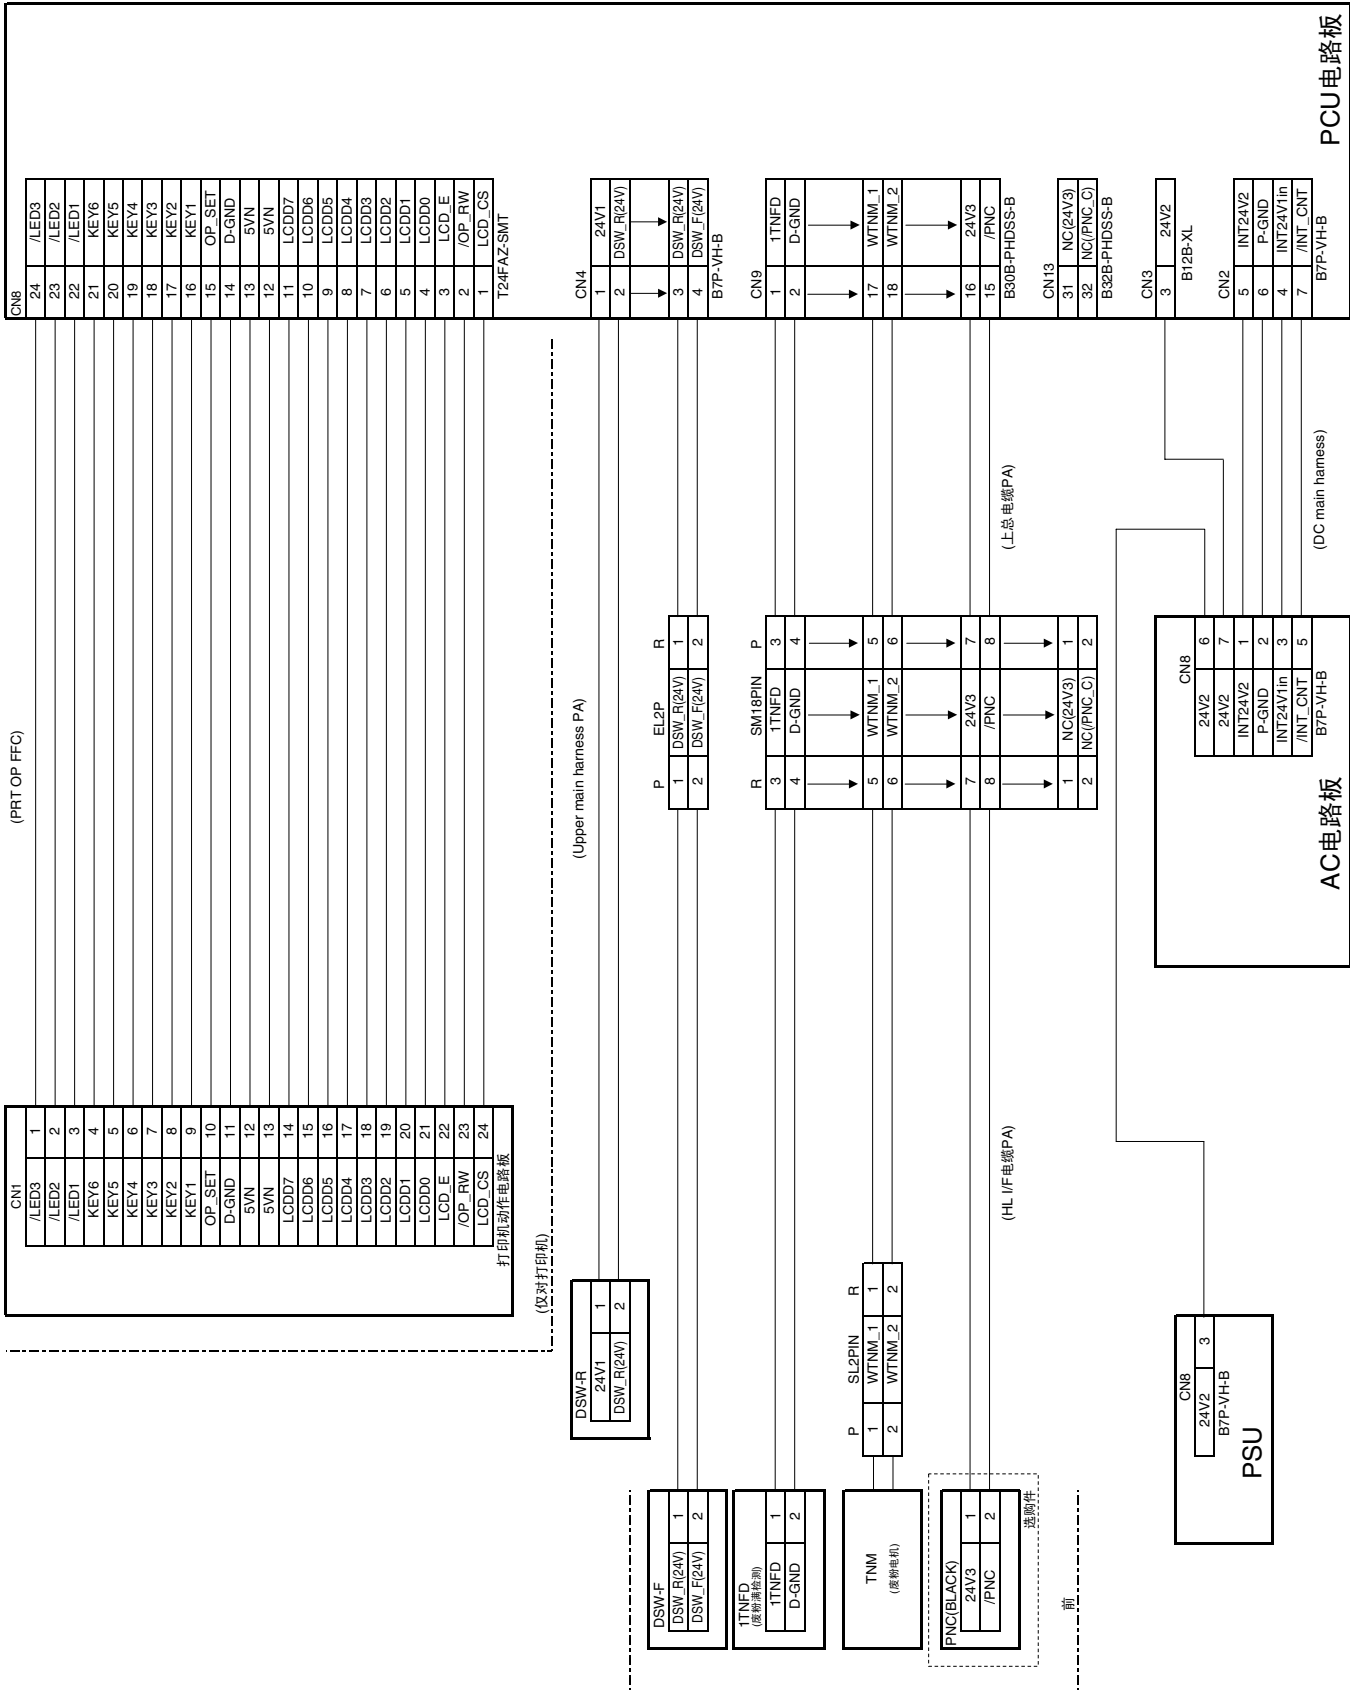 PCU电路板
CN8
24 /LED3
23 /LED2
22 /LED1
21 KEY6
20 KEY5
19 KEY4
18 KEY3
17 KEY2
16 KEY1
15 OP_SET
14 D-GND
13 5VN
12 5VN
11 LCDD7
10 LCDD6
9 LCDD5
8 LCDD4
7 LCDD3
6 LCDD2
5 LCDD1
4 LCDD0
3 LCD_E
2 /OP_RW
1 LCD_CS
T24FAZ-SMT
CN4
1 24V1
2 DSW_R(24V)
3 DSW_R(24V)
4 DSW_F(24V)
B7P-VH-B
CN9
1 1TNFD
2 D-GND
17 WTNM_1
18 WTNM_2
16 24V3
15 /PNC
B30B-PHDSS-B
CN13
31 NC(24V3)
32 NC(/PNC_C)
B32B-PHDSS-B
CN3
3 24V2
B12B-XL
CN2
5 INT24V2
6 P-GND
4 INT24V1in
7 /INT_CNT
B7P-VH-B
(PRT OP FFC)
(Upper main harness PA)
(上总电缆PA)
(DC main harness)
P EL2P R
1 DSW_R(24V) 1
2 DSW_F(24V) 2
R SM18PIN P
3 1TNFD 3
4 D-GND 4
5 WTNM_1 5
6 WTNM_2 6
7 24V3 7
8 /PNC 8
1 NC(24V3) 1
2 NC(/PNC_C) 2
CN8
24V2 6
24V2 7
INT24V2 1
P-GND 2
INT24V1in 3
/INT_CNT 5
B7P-VH-B
AC电路板
CN1
/LED3 1
/LED2 2
/LED1 3
KEY6 4
KEY5 5
KEY4 6
KEY3 7
KEY2 8
KEY1 9
OP_SET 10
D-GND 11
5VN 12
5VN 13
LCDD7 14
LCDD6 15
LCDD5 16
LCDD4 17
LCDD3 18
LCDD2 19
LCDD1 20
LCDD0 21
LCD_E 22
/OP_RW 23
LCD_CS 24
打印机动作电路板
(仅对打印机)
(HL I/F电缆PA)
DSW-R
24V1 1
DSW_R(24V) 2
P SL2PIN R
1 WTNM_1 1
2 WTNM_2 2
CN8
24V2 3
B7P-VH-B
PSU
DSW-F
DSW_R(24V) 1
DSW_F(24V) 2
1TNFD
(废粉满检测)
1TNFD 1
D-GND 2
TNM
(废粉电机)
PNC(BLACK)
24V3 1
/PNC 2
选购件
前